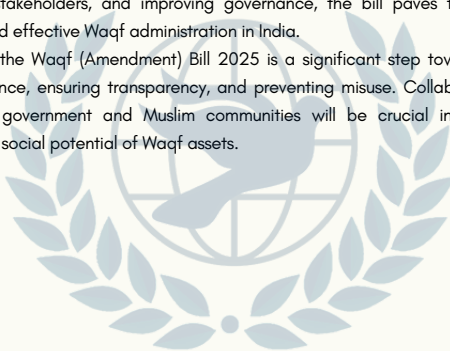 takeholders, and improving governance, the bill paves
d effective Waqf administration in India.
the Waqf (Amendment) Bill 2025 is a significant step tov
nce, ensuring transparency, and preventing misuse. Collab
government and Muslim communities will be crucial in
social potential of Waqf assets.